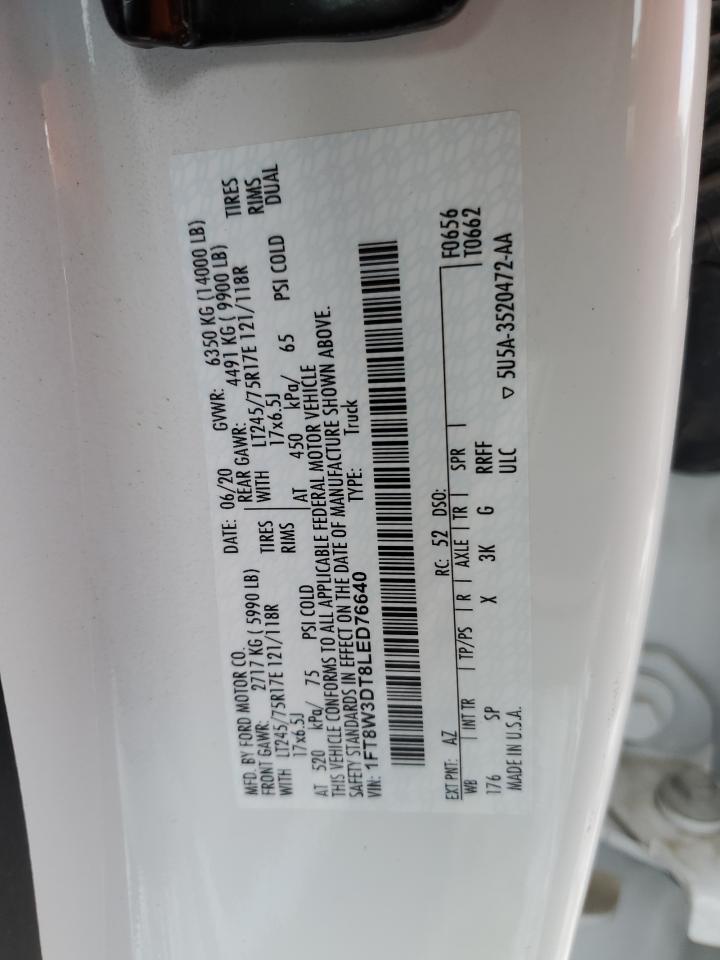 MFD. BY FORD MOTOR CO.
DATE: 06/20 GVWR: 6350 KG (14000 LB)
FRONT GAWR: 2717 KG ( 5990 LB)
REAR GAWR: 4491 KG ( 9900 LB)
WITH LT245/75R17E 121/118R TIRES
WITH LT245/75R17E 121/118R TIRES
17x6.5J RIMS
17x6.5J RIMS
AT 520 kPa/ 75 PSI COLD
AT 450 kPa/ 65 PSI COLD DUAL
THIS VEHICLE CONFORMS TO ALL APPLICABLE FEDERAL MOTOR VEHICLE
SAFETY STANDARDS IN EFFECT ON THE DATE OF MANUFACTURE SHOWN ABOVE.
VIN: 1FT8W3DT8LED76640
TYPE: Truck
EXT PNT: AZ RC: 52 DSO: F0656
WB INT TR TP/PS R AXLE TR SPR T0662
176 SP X 3K G RRFF
MADE IN U.S.A. ULC ▽ 5U5A-3520472-AA